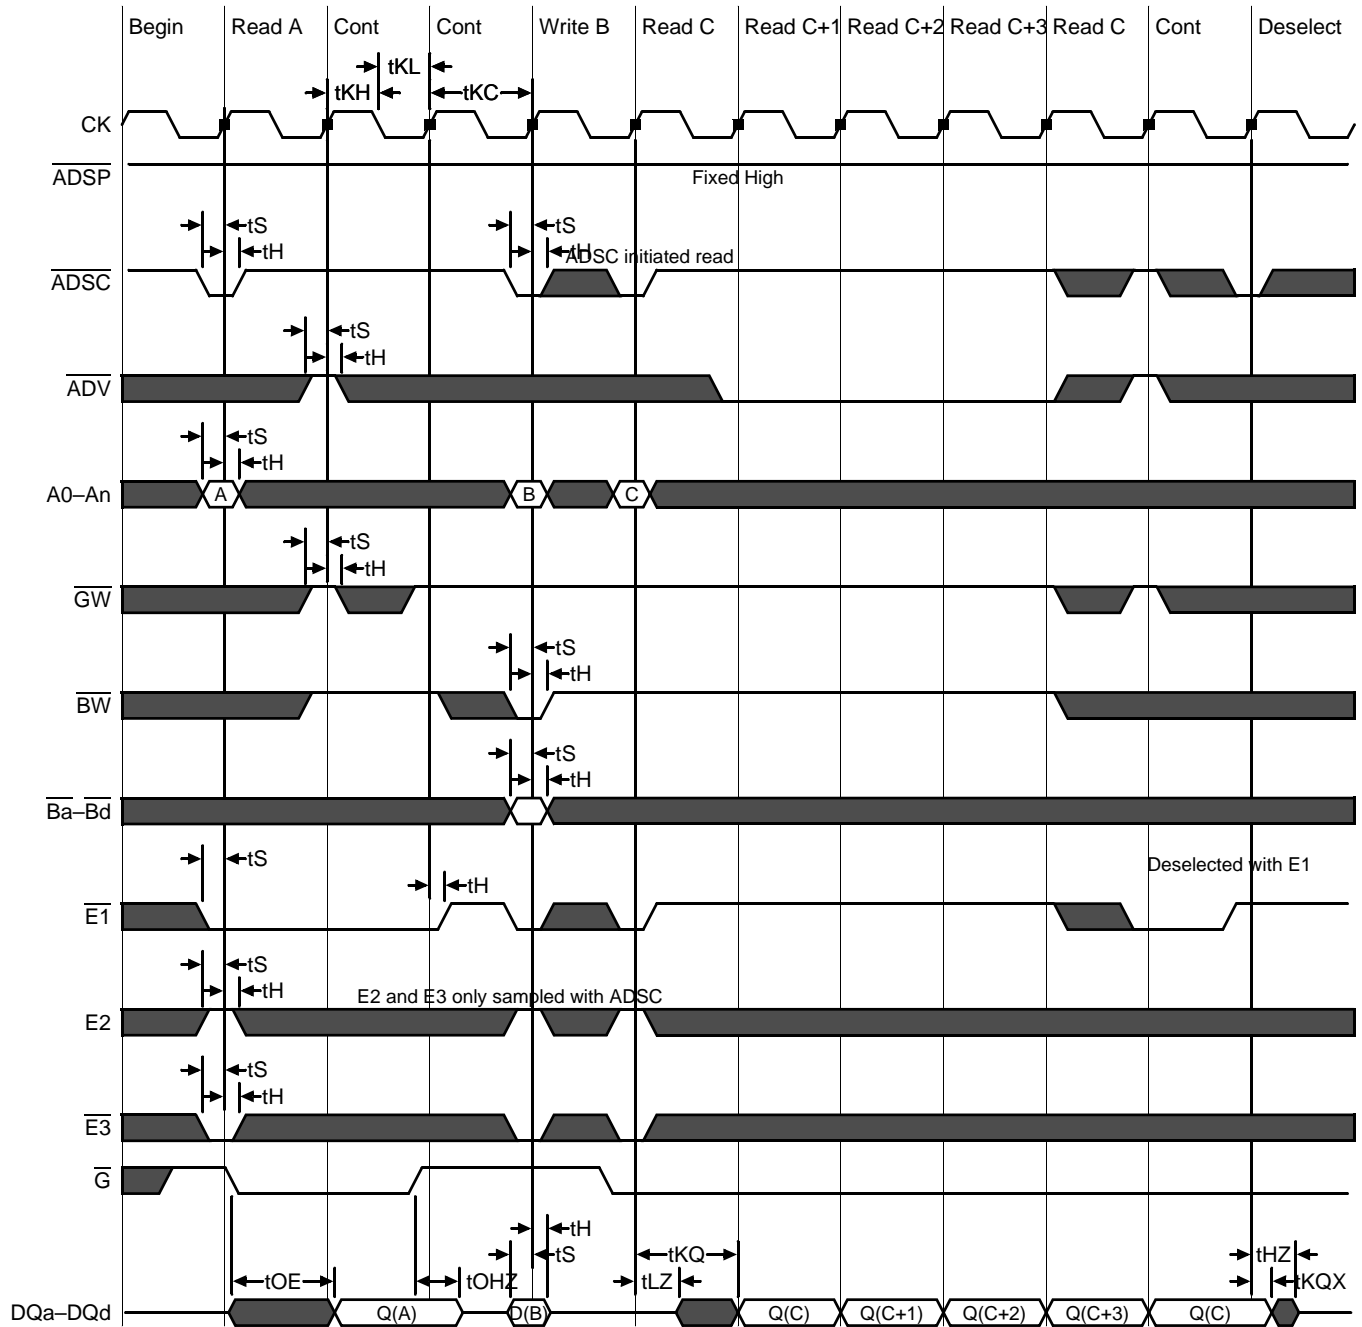 Begin Read A Cont Cont Write B Read C Read C+1 Read C+2 Read C+3 Read C Cont Deselect
tKL
tKH tKC
CK
ADSP
Fixed High
tS tS
tH tH
ADSC initiated read
ADSC
tS
tH
ADV
tS
tH
A0–An A B C
tS
tH
GW
tS
tH
BW
tS
tH
Ba–Bd
tS Deselected with E1
tH
E1
tS
tH E2 and E3 only sampled with ADSC
E2
tS
tH
E3
G
tH
tS tKQ tHZ
tOE tOHZ tLZ tKQX
DQa–DQd Q(A) D(B) Q(C) Q(C+1) Q(C+2) Q(C+3) Q(C)